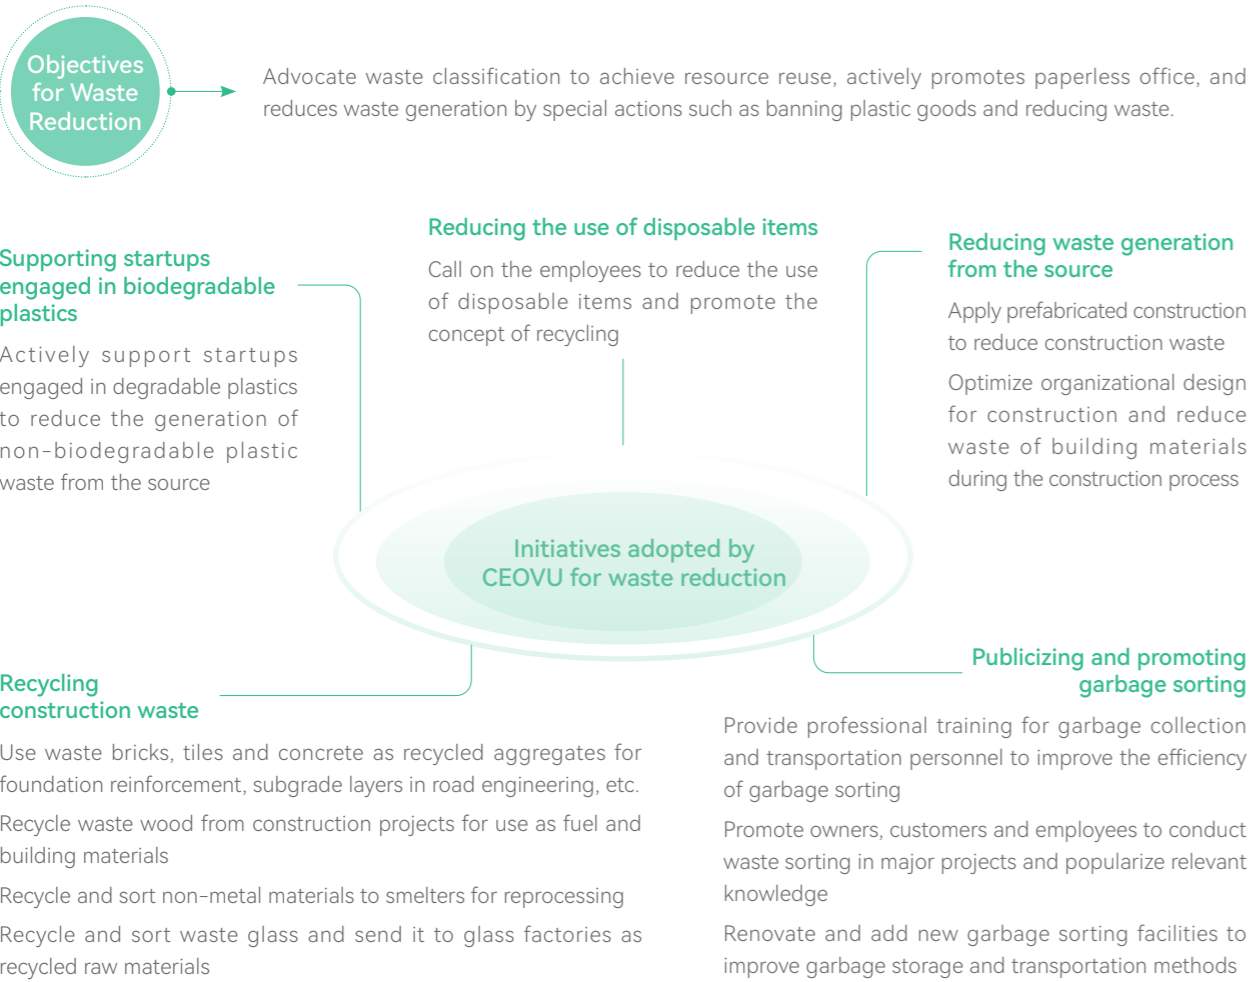 Objectives
for Waste
Reduction
Advocate waste classification to achieve resource reuse, actively promotes paperless office, and
reduces waste generation by special actions such as banning plastic goods and reducing waste.
Supporting startups
engaged in biodegradable
plastics
Actively support startups
engaged in degradable plastics
to reduce the generation of
non-biodegradable plastic
waste from the source
Reducing the use of disposable items
Call on the employees to reduce the use
of disposable items and promote the
concept of recycling
Reducing waste generation
from the source
Apply prefabricated construction
to reduce construction waste
Optimize organizational design
for construction and reduce
waste of building materials
during the construction process
Initiatives adopted by
CEOVU for waste reduction
Recycling
construction waste
Use waste bricks, tiles and concrete as recycled aggregates for
foundation reinforcement, subgrade layers in road engineering, etc.
Recycle waste wood from construction projects for use as fuel and
building materials
Recycle and sort non-metal materials to smelters for reprocessing
Recycle and sort waste glass and send it to glass factories as
recycled raw materials
Publicizing and promoting
garbage sorting
Provide professional training for garbage collection
and transportation personnel to improve the efficiency
of garbage sorting
Promote owners, customers and employees to conduct
waste sorting in major projects and popularize relevant
knowledge
Renovate and add new garbage sorting facilities to
improve garbage storage and transportation methods